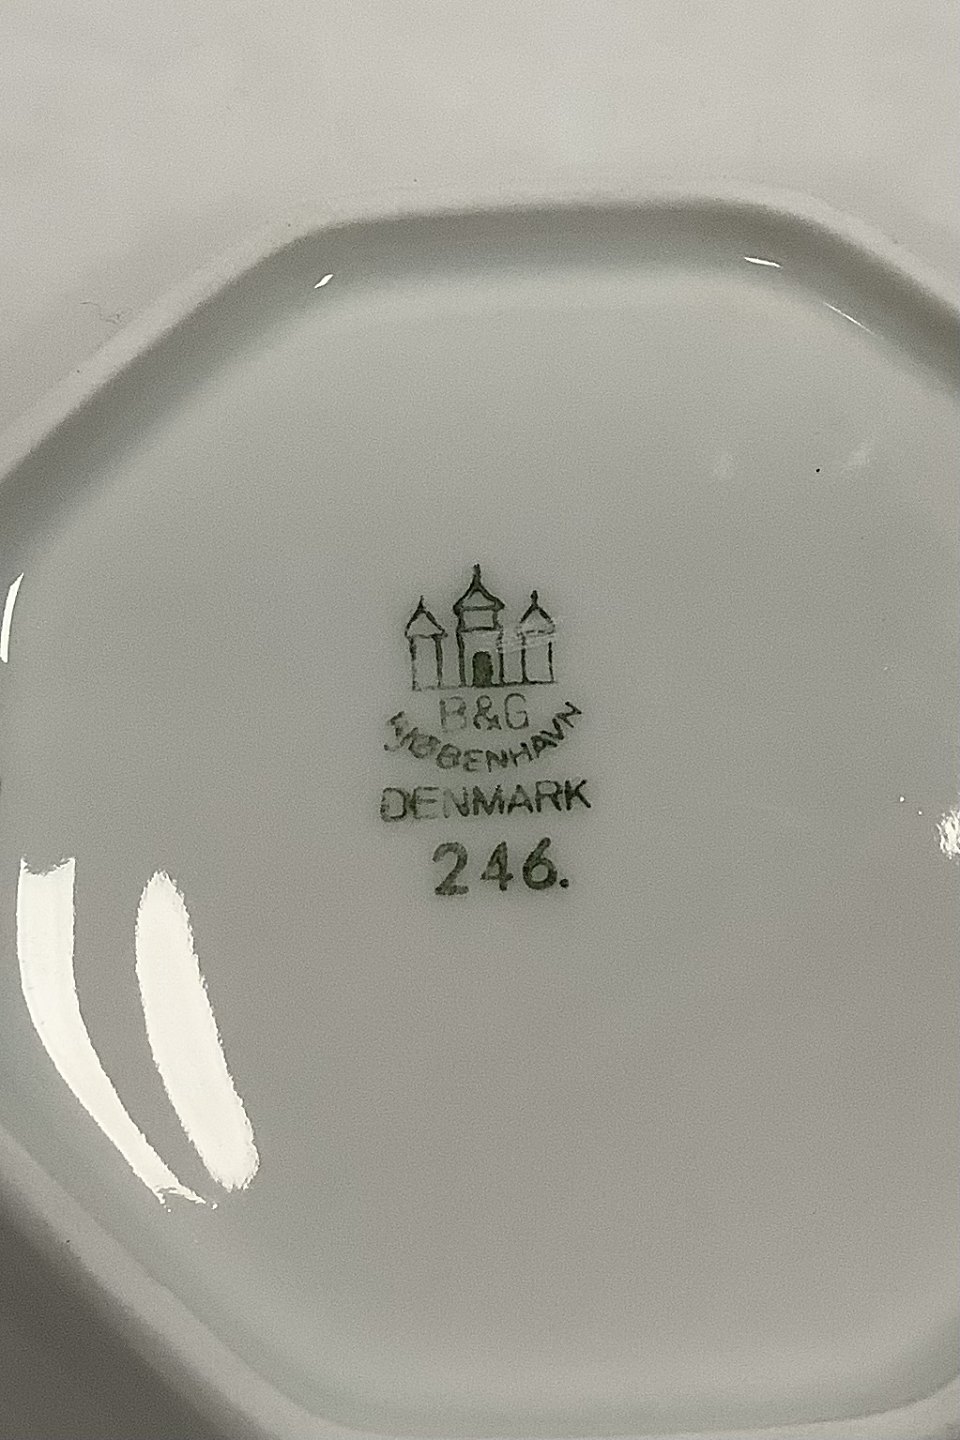 B&G
KJØBENHAVN
DENMARK
246.